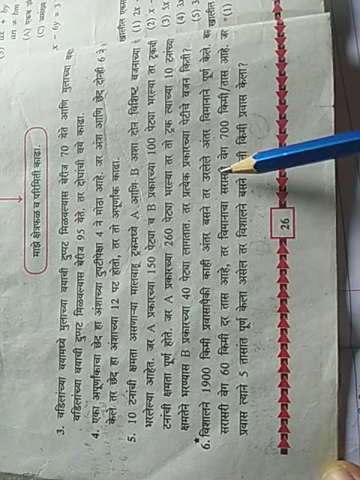 माझे क्षेत्रफळ व परिमिती काढा.
3. वडिलांच्या वयामध्ये मुलाच्या वयाची दुप्पट मिळवल्यास बेरीज 70 येते आणि मुलाच्या
वडिलांच्या वयाची दुप्पट मिळवल्यास बेरीज 95 येते. तर दोघांची वये काढा.
4. एका अपूर्णांकाचा छेद हा अंशाच्या दुपटीपेक्षा 4 ने मोठा आहे. जर अंश आणि छेद दोन्ही 6 ने
केले तर छेद हा अंशाच्या 12 पट होतो, तर तो अपूर्णांक काढा.
5. 10 टनांची क्षमता असणाऱ्या मालवाहू ट्रकमध्ये A आणि B अशा दोन विशिष्ट वजनाच्या
भरलेल्या आहेत. जर A प्रकारच्या 150 पेट्या व B प्रकारच्या 100 पेट्या भरल्या तर ट्रकची
टनांची क्षमता पूर्ण होते. जर A प्रकारच्या 260 पेट्या भरल्या तर तो ट्रक त्याच्या 10 टनांच्या
क्षमतेने भरण्यास B प्रकारच्या 40 पेट्या लागतात. तर प्रत्येक प्रकारच्या पेटीचे वजन किती?
★6. विशालने 1900 किमी प्रवासापैकी काही अंतर बसने तर उरलेले अंतर विमानाने पूर्ण केले.
सरासरी वेग 60 किमी दर तास आहे, तर विमानाचा सरासरी वेग 700 किमी/तास आहे. जर
प्रवास त्याने 5 तासांत पूर्ण केला असेल तर विशालने बसने किती किमी प्रवास केला?
26